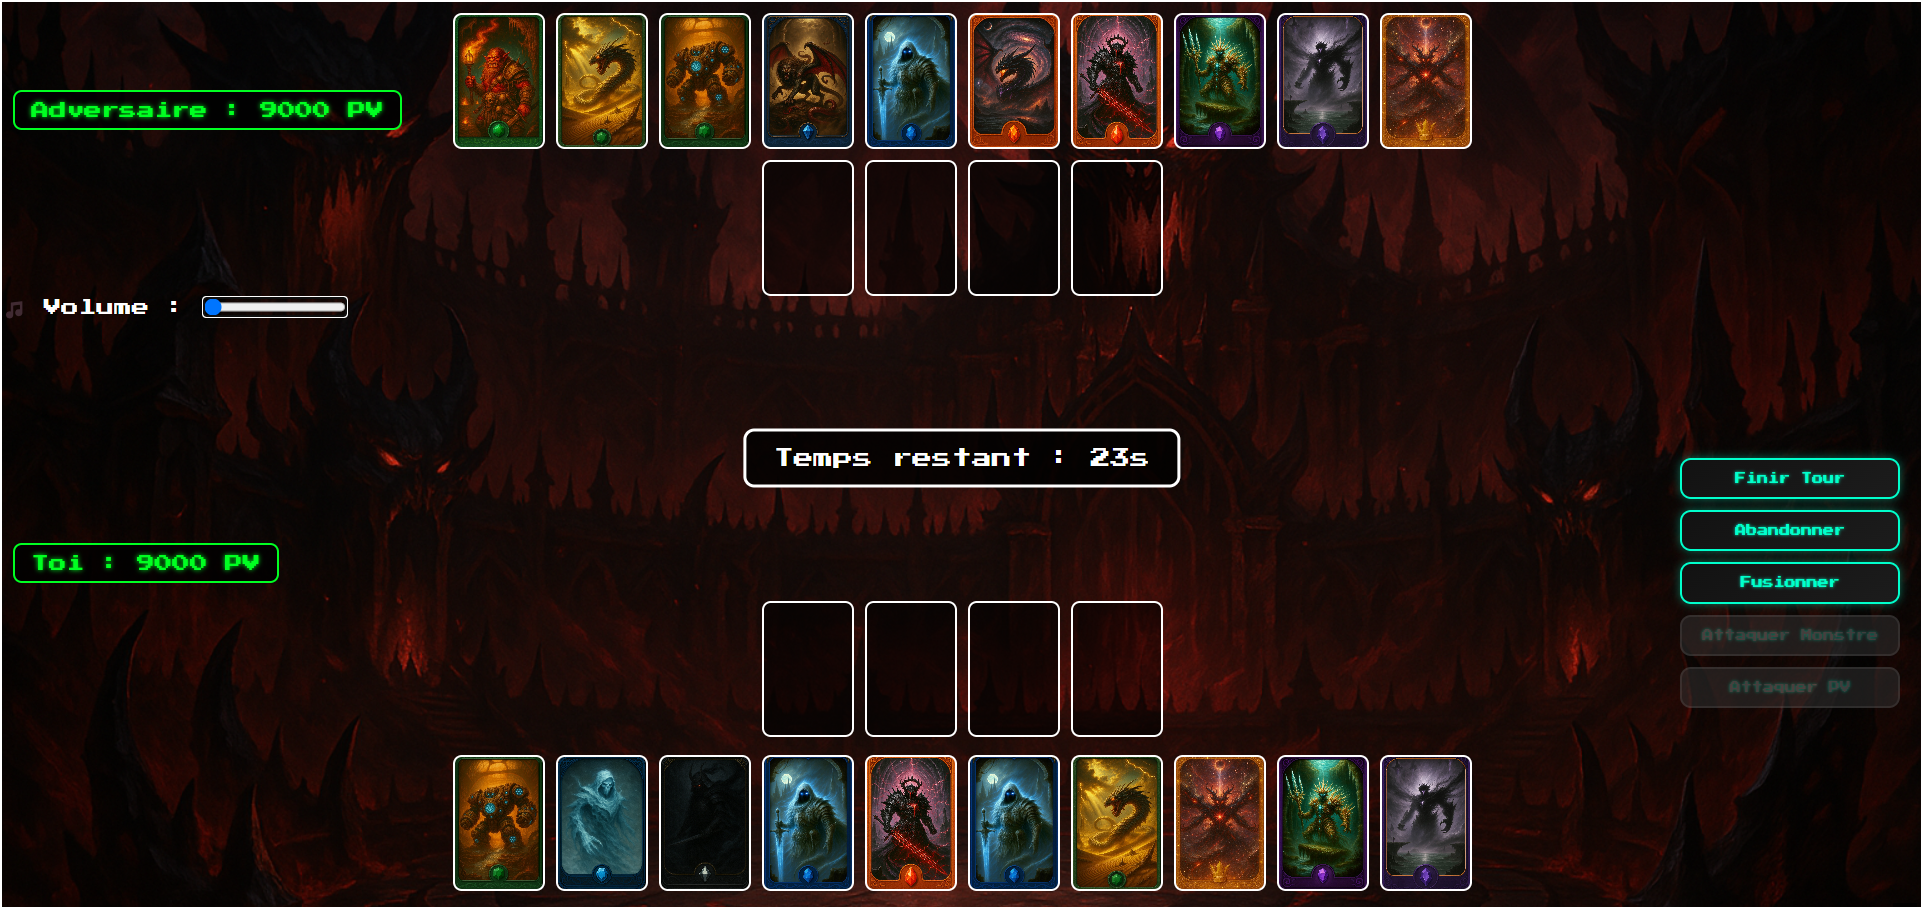 Adversaire : 9000 PV
Volume :
Temps restant : 23s
Finir Tour
Abandonner
Toi : 9000 PV
Fusionner
Attaquer Monstre
Attaquer PV